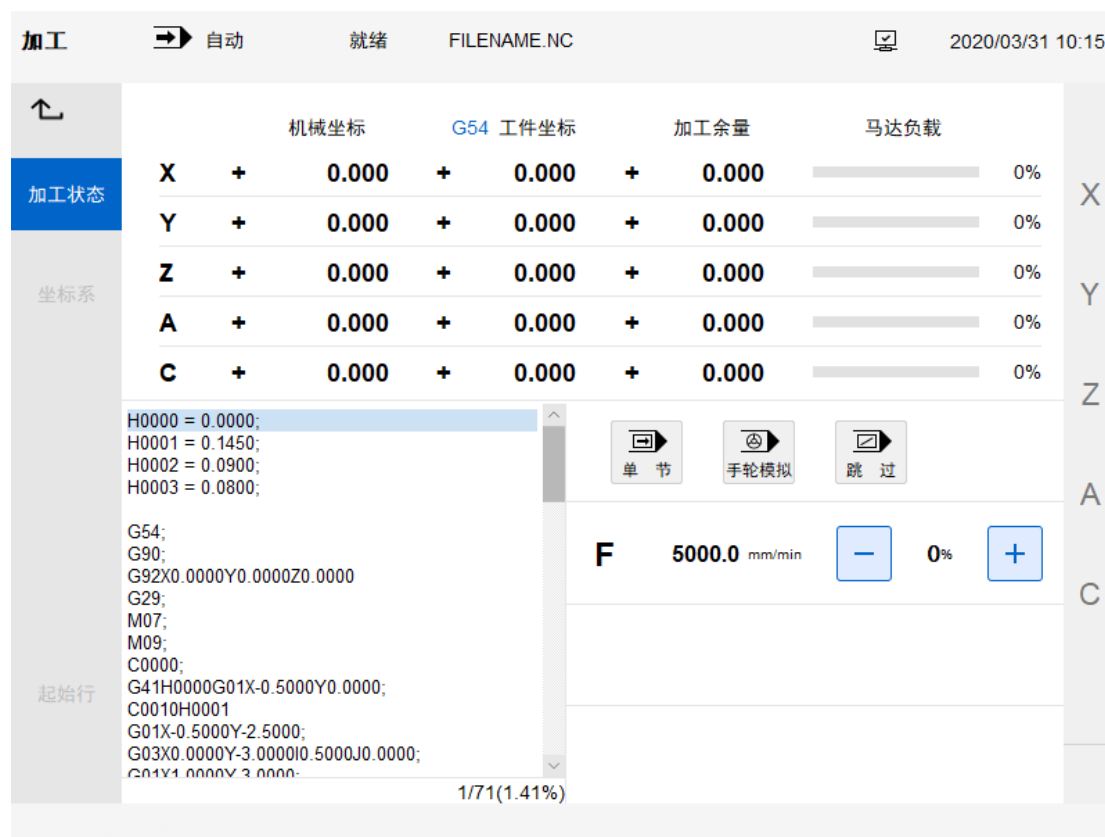 加工 自动 就绪 FILENAME.NC 2020/03/31 10:15
机械坐标 G54 工件坐标 加工余量 马达负载
加工状态
坐标系
起始行
X + 0.000 + 0.000 + 0.000 0%
Y + 0.000 + 0.000 + 0.000 0%
Z + 0.000 + 0.000 + 0.000 0%
A + 0.000 + 0.000 + 0.000 0%
C + 0.000 + 0.000 + 0.000 0%
H0000 = 0.0000;
H0001 = 0.1450;
H0002 = 0.0900;
H0003 = 0.0800;
G54;
G90;
G92X0.0000Y0.0000Z0.0000
G29;
M07;
M09;
C0000;
G41H0000G01X-0.5000Y0.0000;
C0010H0001
G01X-0.5000Y-2.5000;
G03X0.0000Y-3.0000I0.5000J0.0000;
G01X1.0000Y-3.0000;
1/71(1.41%)
单 节 手轮模拟 跳 过
F 5000.0 mm/min − 0% +
X
Y
Z
A
C